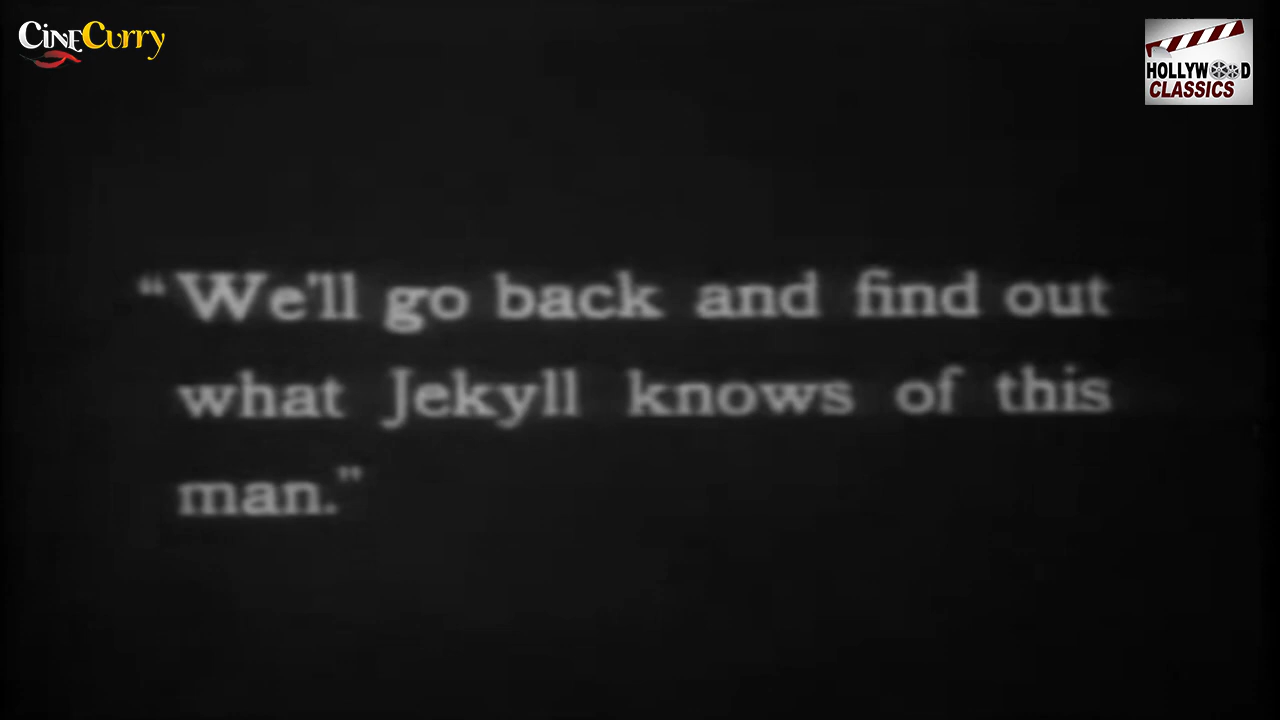 CINECURRY
HOLLYWOOD
CLASSICS
“We'll go back and find out
what Jekyll knows of this
man.”